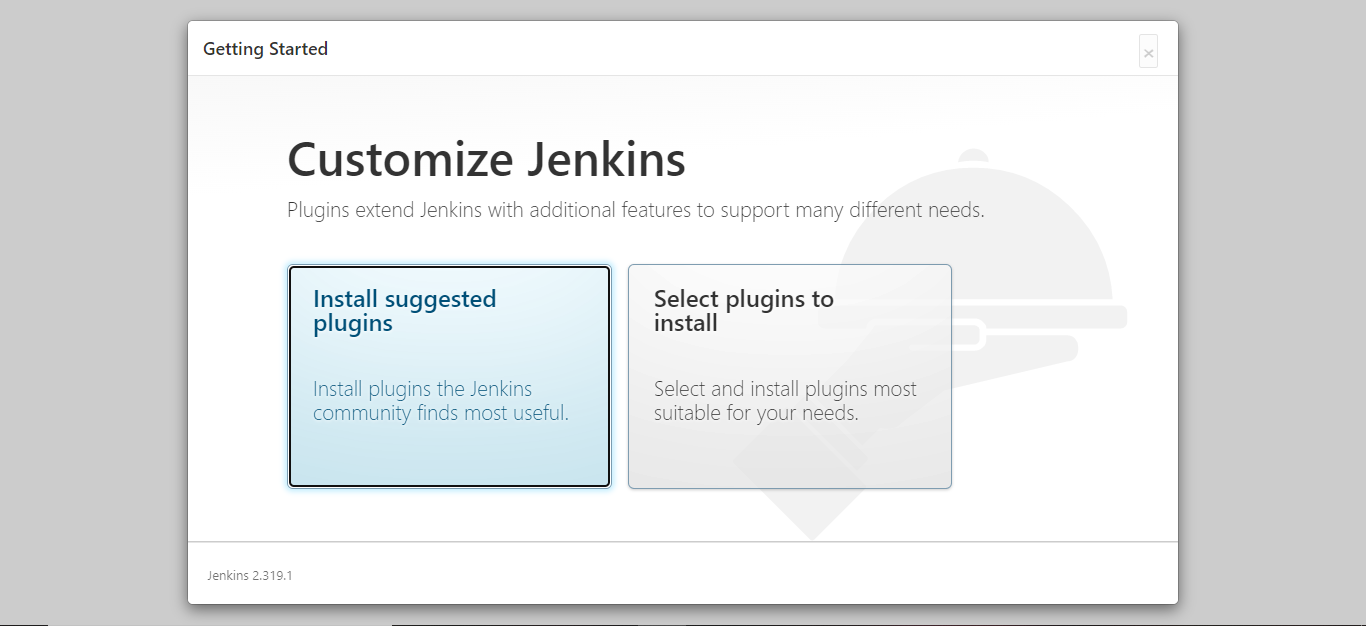 Getting Started
×
Customize Jenkins
Plugins extend Jenkins with additional features to support many different needs.
Install suggested
plugins
Install plugins the Jenkins
community finds most useful.
Select plugins to
install
Select and install plugins most
suitable for your needs.
Jenkins 2.319.1